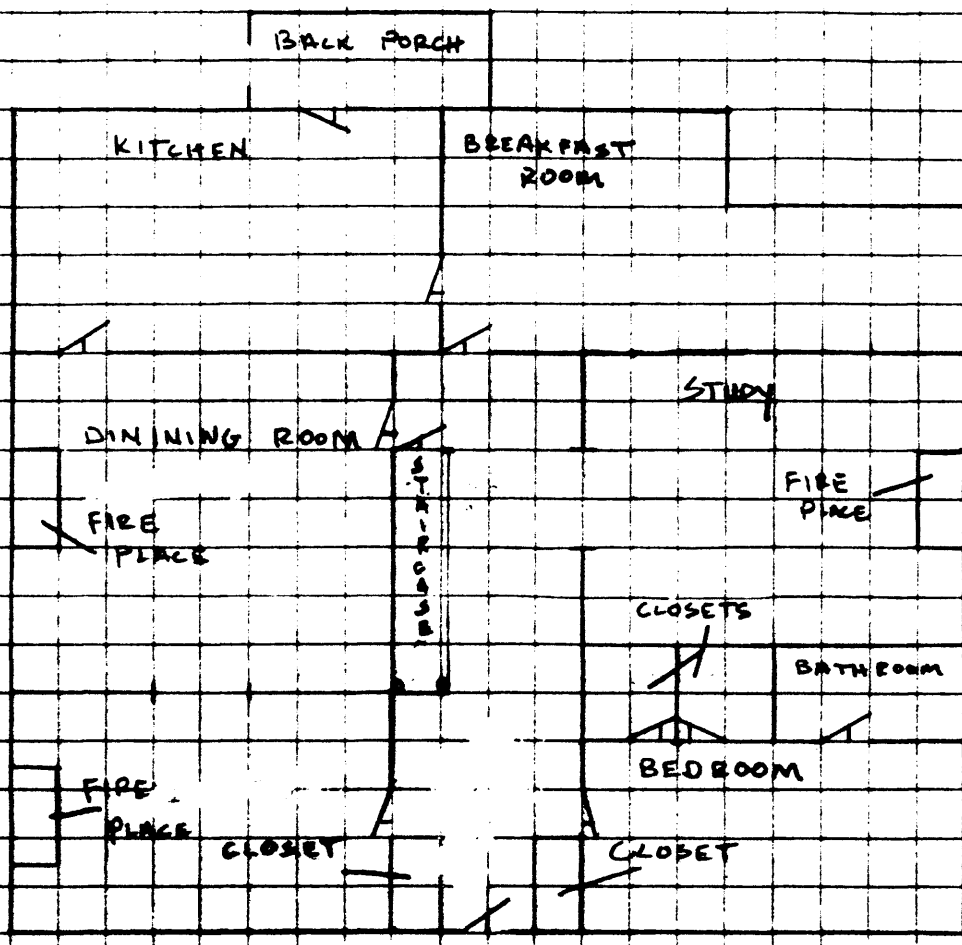 BACK PORCH
KITCHEN
BREAKFAST
ROOM
STUDY
DINNING ROOM
STAIRCASE
FIRE
PLACE
FIRE
PLACE
CLOSETS
BATHROOM
BEDROOM
FIRE
PLACE
CLOSET
CLOSET